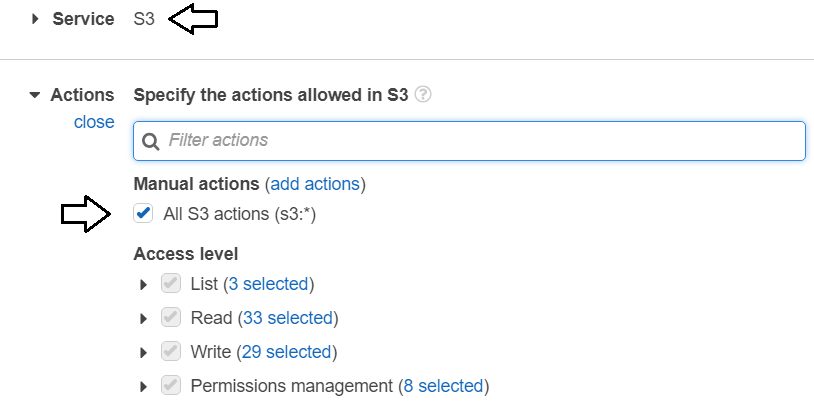 Service S3
Actions Specify the actions allowed in S3 ?
close
Filter actions
Manual actions (add actions)
All S3 actions (s3:*)
Access level
List (3 selected)
Read (33 selected)
Write (29 selected)
Permissions management (8 selected)